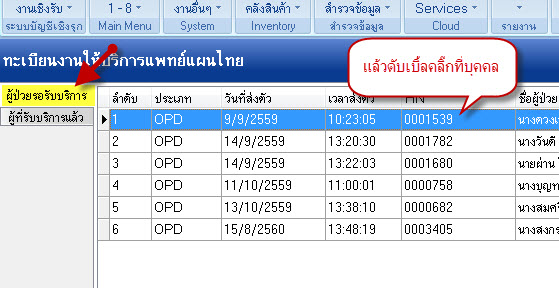 งานเชิงรับ 1 - 8 งานอื่นๆ คลังสินค้า สำรวจข้อมูล Services
ระบบบัญชีเชิงรุก Main Menu System Inventory สำรวจข้อมูล Cloud รายงาน
ทะเบียนงานให้บริการแพทย์แผนไทย
แล้วดับเบิ้ลคลิ๊กที่บุคคล
ผู้ป่วยรอรับบริการ
ผู้ที่รับบริการแล้ว
ลำดับ ประเภท วันที่ส่งตัว เวลาส่งตัว HN ชื่อผู้ป่วย
1 OPD 9/9/2559 10:23:05 0001539 นางดวง
2 OPD 14/9/2559 13:20:30 0001782 นางวันดี
3 OPD 14/9/2559 13:22:03 0001680 นายผ่าน
4 OPD 11/10/2559 11:00:01 0000758 นางบุญท
5 OPD 13/10/2559 13:38:10 0000682 นางสมศรี
6 OPD 15/8/2560 13:48:19 0003405 นางสงกร